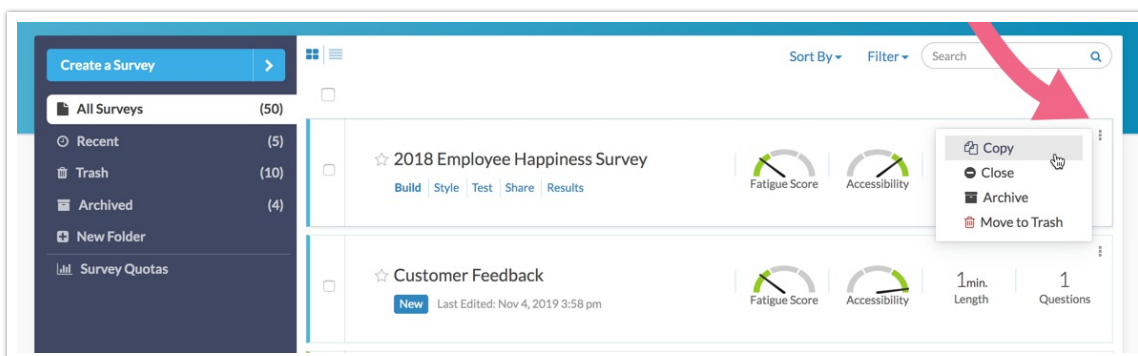 Create a Survey
All Surveys (50)
Recent (5)
Trash (10)
Archived (4)
New Folder
Survey Quotas
Sort By Filter Search
2018 Employee Happiness Survey
Build Style Test Share Results
Fatigue Score Accessibility
Copy
Close
Archive
Move to Trash
Customer Feedback
New Last Edited: Nov 4, 2019 3:58 pm
Fatigue Score Accessibility
1min. 1
Length Questions